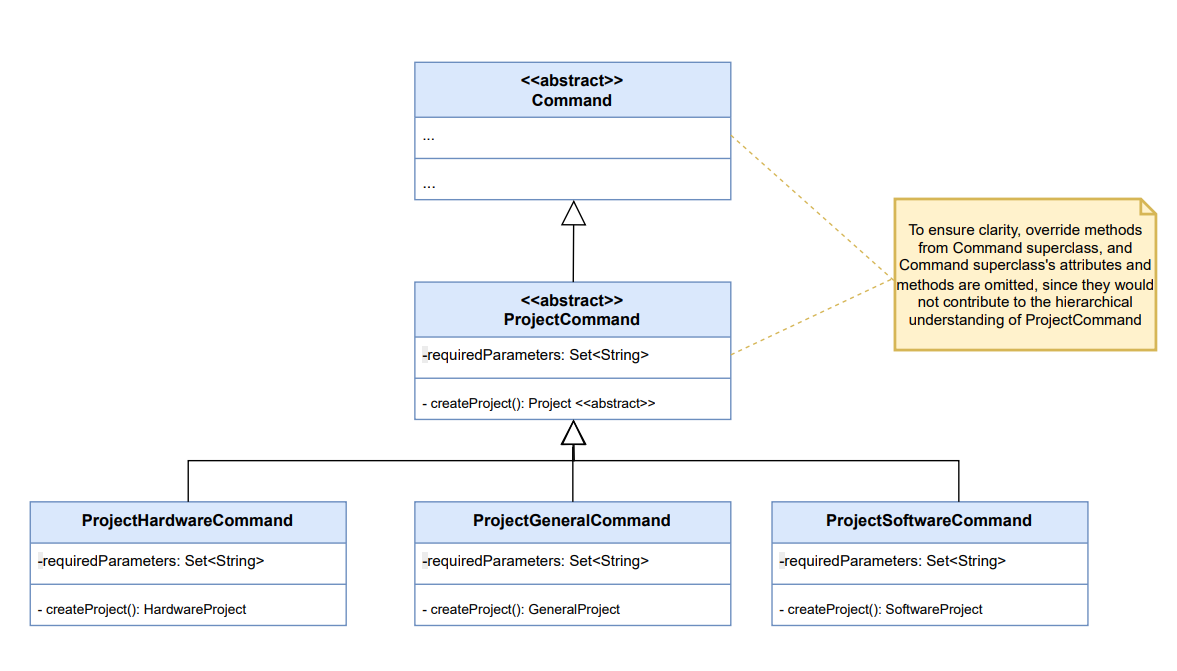 <<abstract>>
Command
...
...
To ensure clarity, override methods
from Command superclass, and
Command superclass's attributes and
methods are omitted, since they would
not contribute to the hierarchical
understanding of ProjectCommand
<<abstract>>
ProjectCommand
-requiredParameters: Set<String>
- createProject(): Project <<abstract>>
ProjectHardwareCommand
-requiredParameters: Set<String>
- createProject(): HardwareProject
ProjectGeneralCommand
-requiredParameters: Set<String>
- createProject(): GeneralProject
ProjectSoftwareCommand
-requiredParameters: Set<String>
- createProject(): SoftwareProject